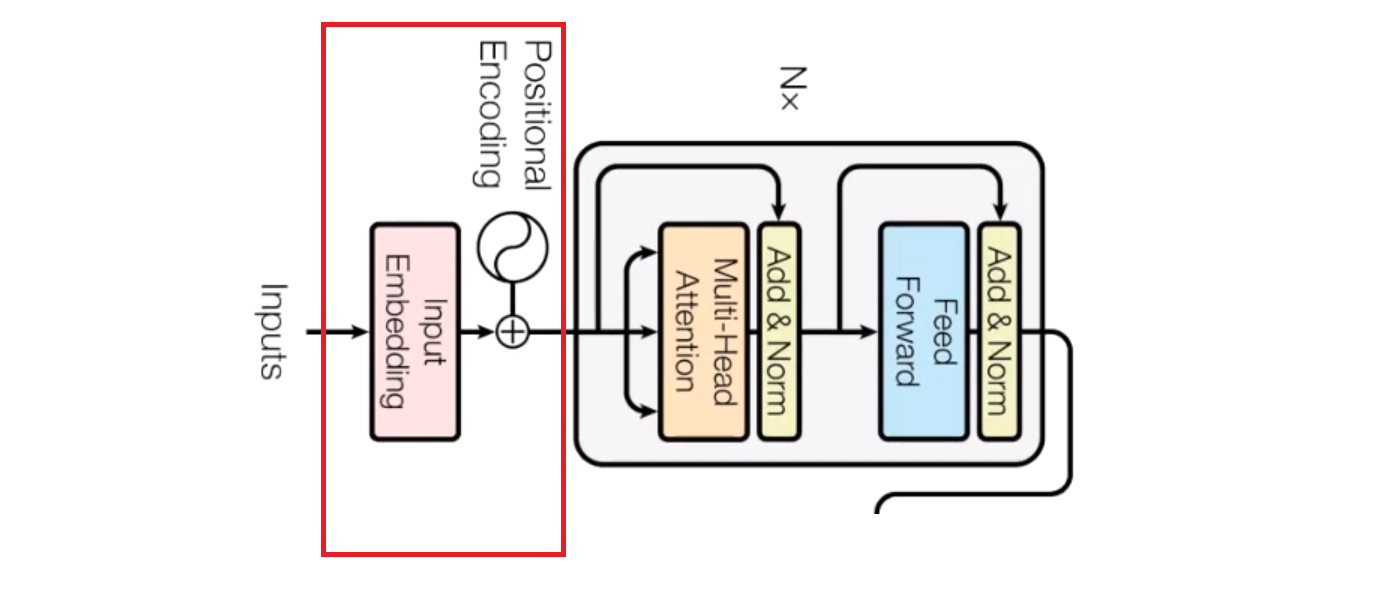 Inputs
Input
Embedding
Positional
Encoding
Nx
Multi-Head
Attention
Add & Norm
Feed
Forward
Add & Norm